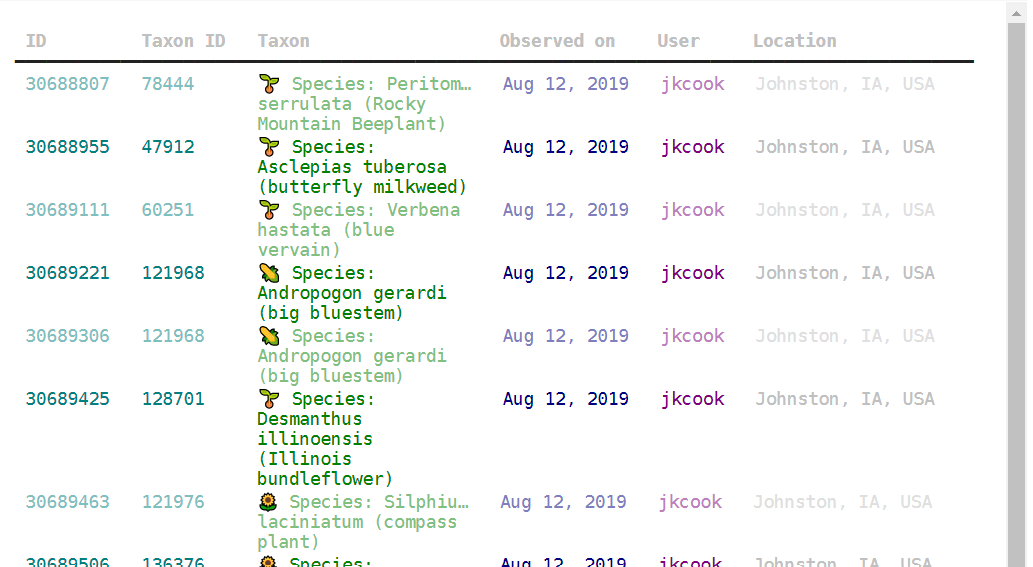 ID Taxon ID Taxon Observed on User Location
30688807 78444 🌱 Species: Peritom… Aug 12, 2019 jkcook Johnston, IA, USA
serrulata (Rocky
Mountain Beeplant)
30688955 47912 🌱 Species: Aug 12, 2019 jkcook Johnston, IA, USA
Asclepias tuberosa
(butterfly milkweed)
30689111 60251 🌱 Species: Verbena Aug 12, 2019 jkcook Johnston, IA, USA
hastata (blue
vervain)
30689221 121968 🌽 Species: Aug 12, 2019 jkcook Johnston, IA, USA
Andropogon gerardi
(big bluestem)
30689306 121968 🌽 Species: Aug 12, 2019 jkcook Johnston, IA, USA
Andropogon gerardi
(big bluestem)
30689425 128701 🌱 Species: Aug 12, 2019 jkcook Johnston, IA, USA
Desmanthus
illinoensis
(Illinois
bundleflower)
30689463 121976 🌻 Species: Silphiu… Aug 12, 2019 jkcook Johnston, IA, USA
laciniatum (compass
plant)
30689506 136376 🌻 Species: Aug 12, 2019 jkcook Johnston, IA, USA